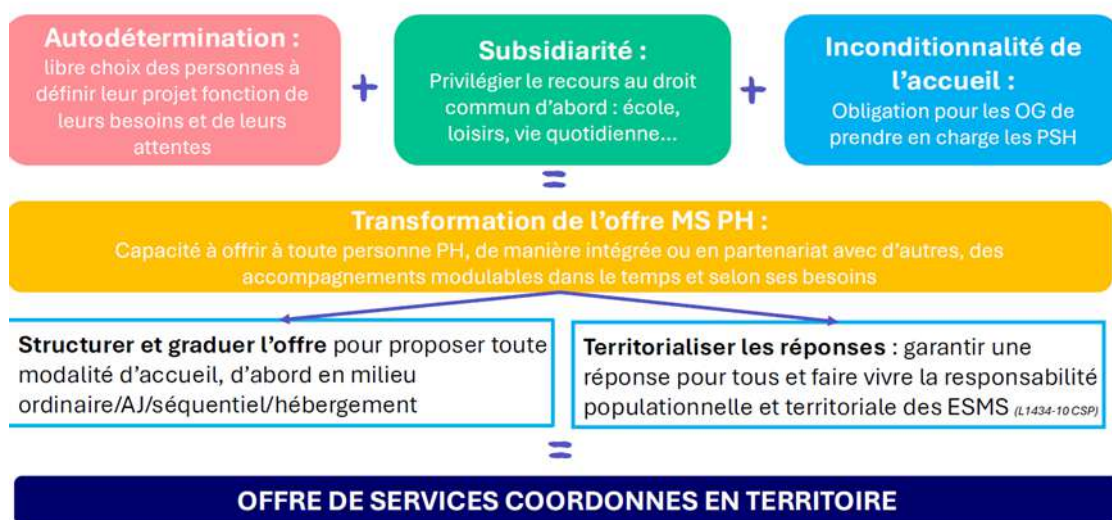 Autodétermination :
libre choix des personnes à
définir leur projet fonction de
leurs besoins et de leurs
attentes
+
Subsidiarité :
Privilégier le recours au droit
commun d'abord : école,
loisirs, vie quotidienne...
+
Inconditionnalité de
l'accueil :
Obligation pour les OG de
prendre en charge les PSH
=
Transformation de l'offre MS PH :
Capacité à offrir à toute personne PH, de manière intégrée ou en partenariat avec d'autres, des
accompagnements modulables dans le temps et selon ses besoins
Structurer et graduer l'offre pour proposer toute
modalité d'accueil, d'abord en milieu
ordinaire/AJ/séquentiel/hébergement
Territorialiser les réponses : garantir une
réponse pour tous et faire vivre la responsabilité
populationnelle et territoriale des ESMS (L1434-10 CSP)
=
OFFRE DE SERVICES COORDONNES EN TERRITOIRE